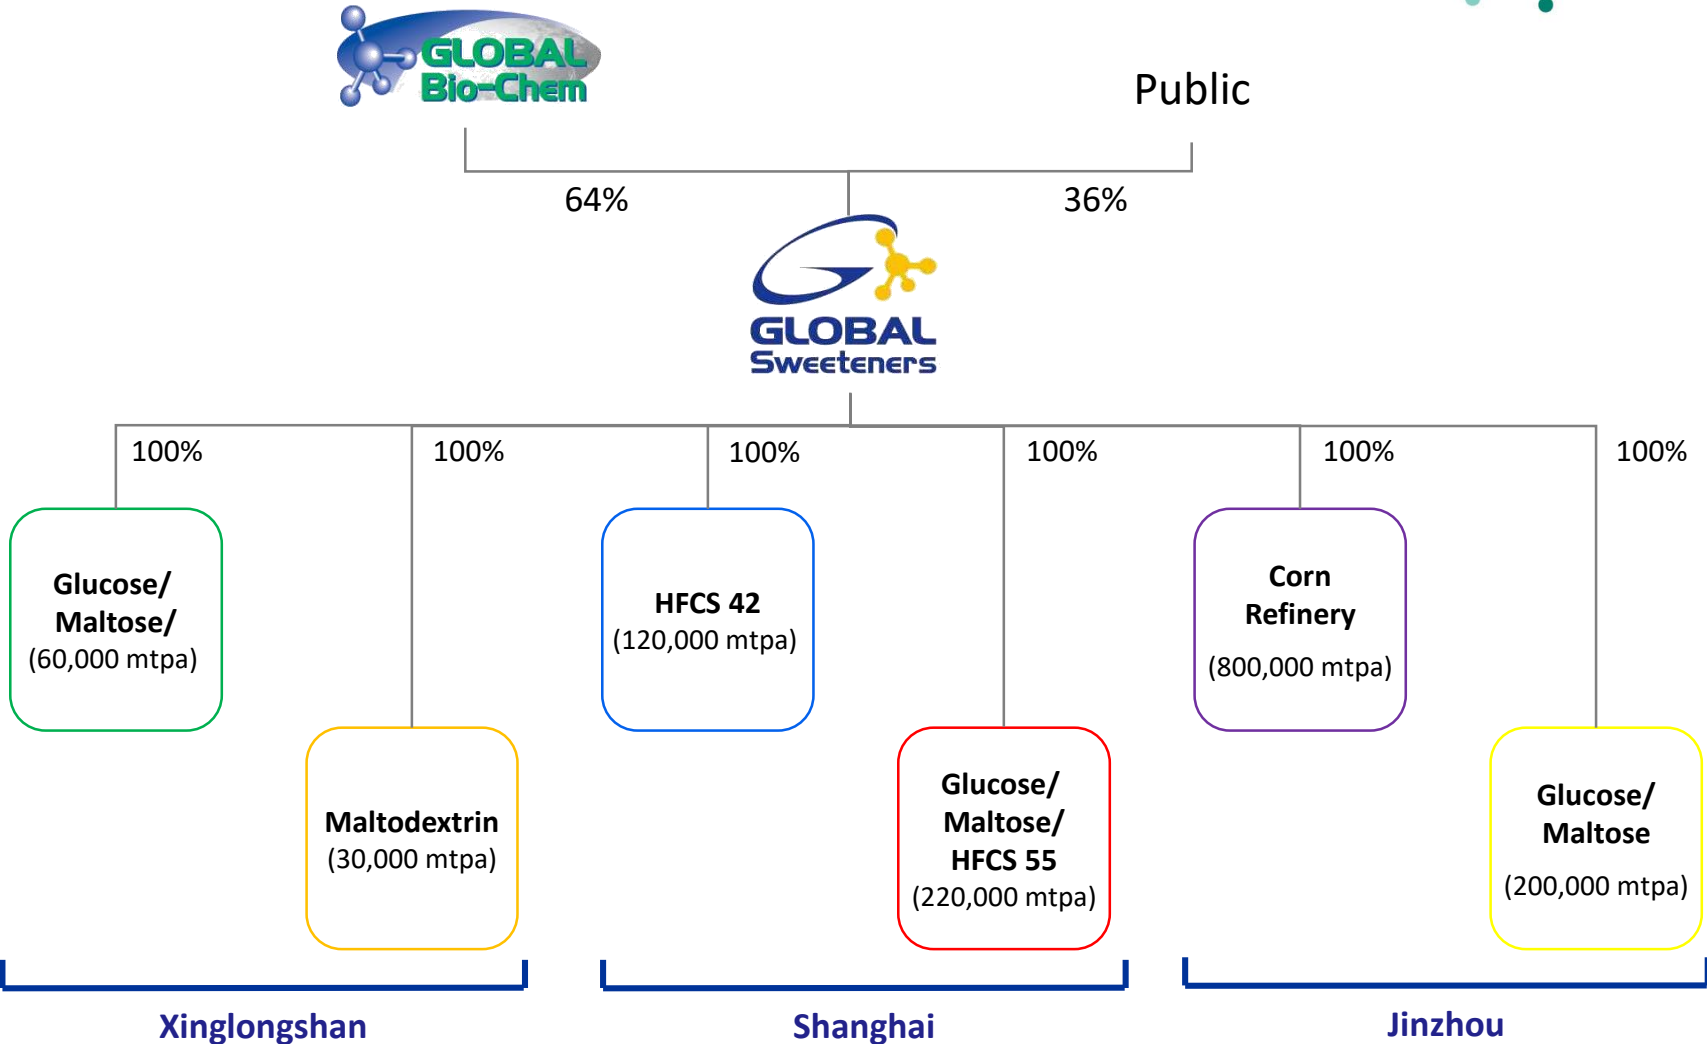 GLOBAL
Bio-Chem
Public
64%
36%
GLOBAL
Sweeteners
100%
100%
100%
100%
100%
100%
Glucose/
Maltose/
(60,000 mtpa)
Maltodextrin
(30,000 mtpa)
HFCS 42
(120,000 mtpa)
Glucose/
Maltose/
HFCS 55
(220,000 mtpa)
Corn
Refinery
(800,000 mtpa)
Glucose/
Maltose
(200,000 mtpa)
Xinglongshan
Shanghai
Jinzhou